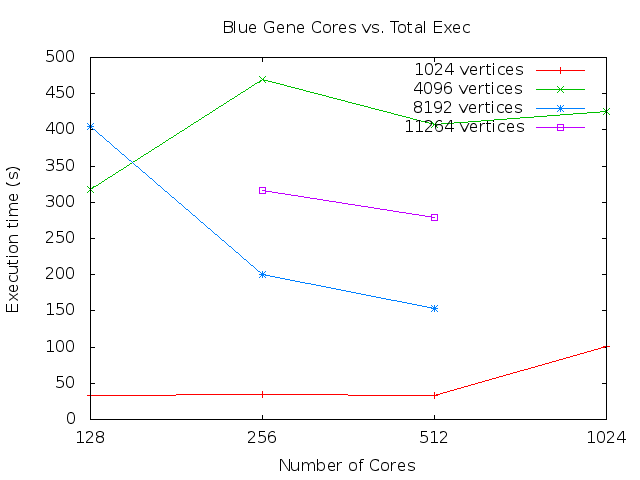 Blue Gene Cores vs. Total Exec
500
450
400
350
300
250
200
150
100
50
0
Execution time (s)
1024 vertices
4096 vertices
8192 vertices
11264 vertices
128 256 512 1024
Number of Cores